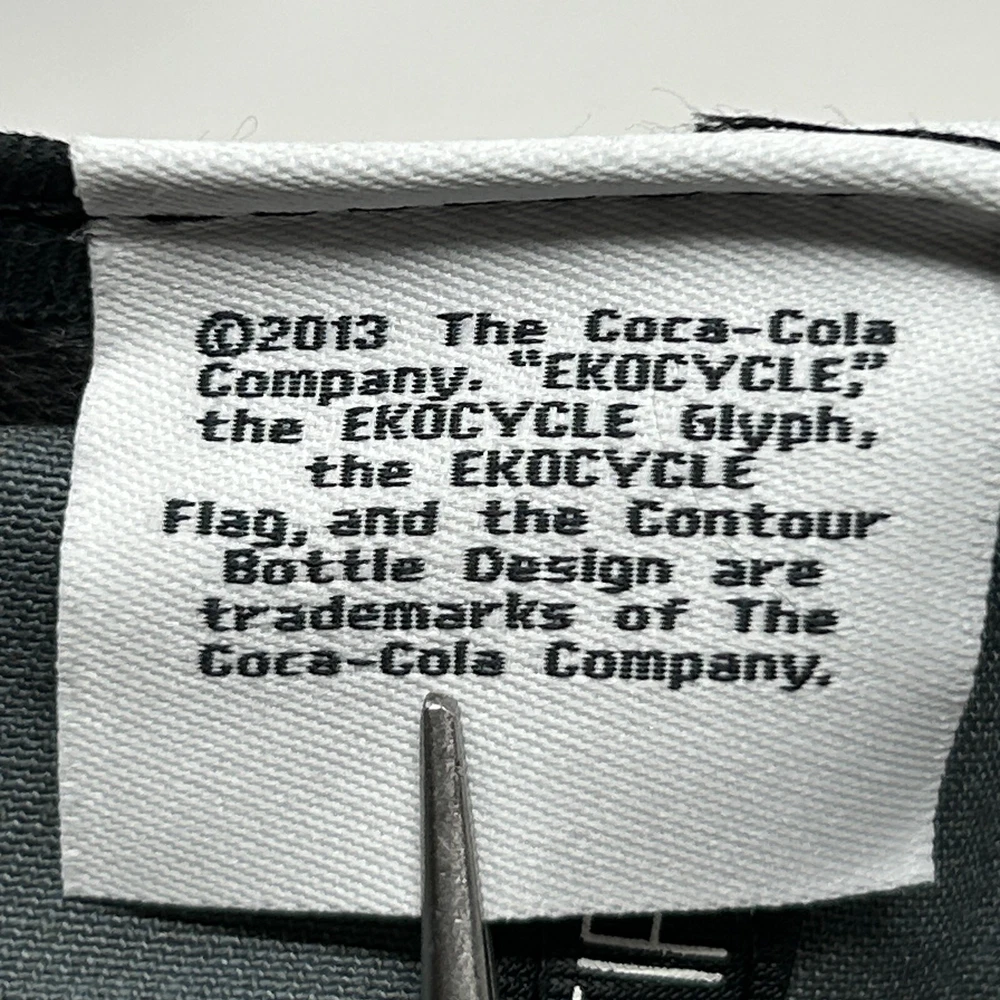 ©2013 The Coca-Cola
Company. “EKOCYCLE,”
the EKOCYCLE Glyph,
the EKOCYCLE
Flag, and the Contour
Bottle Design are
trademarks of The
Coca-Cola Company.